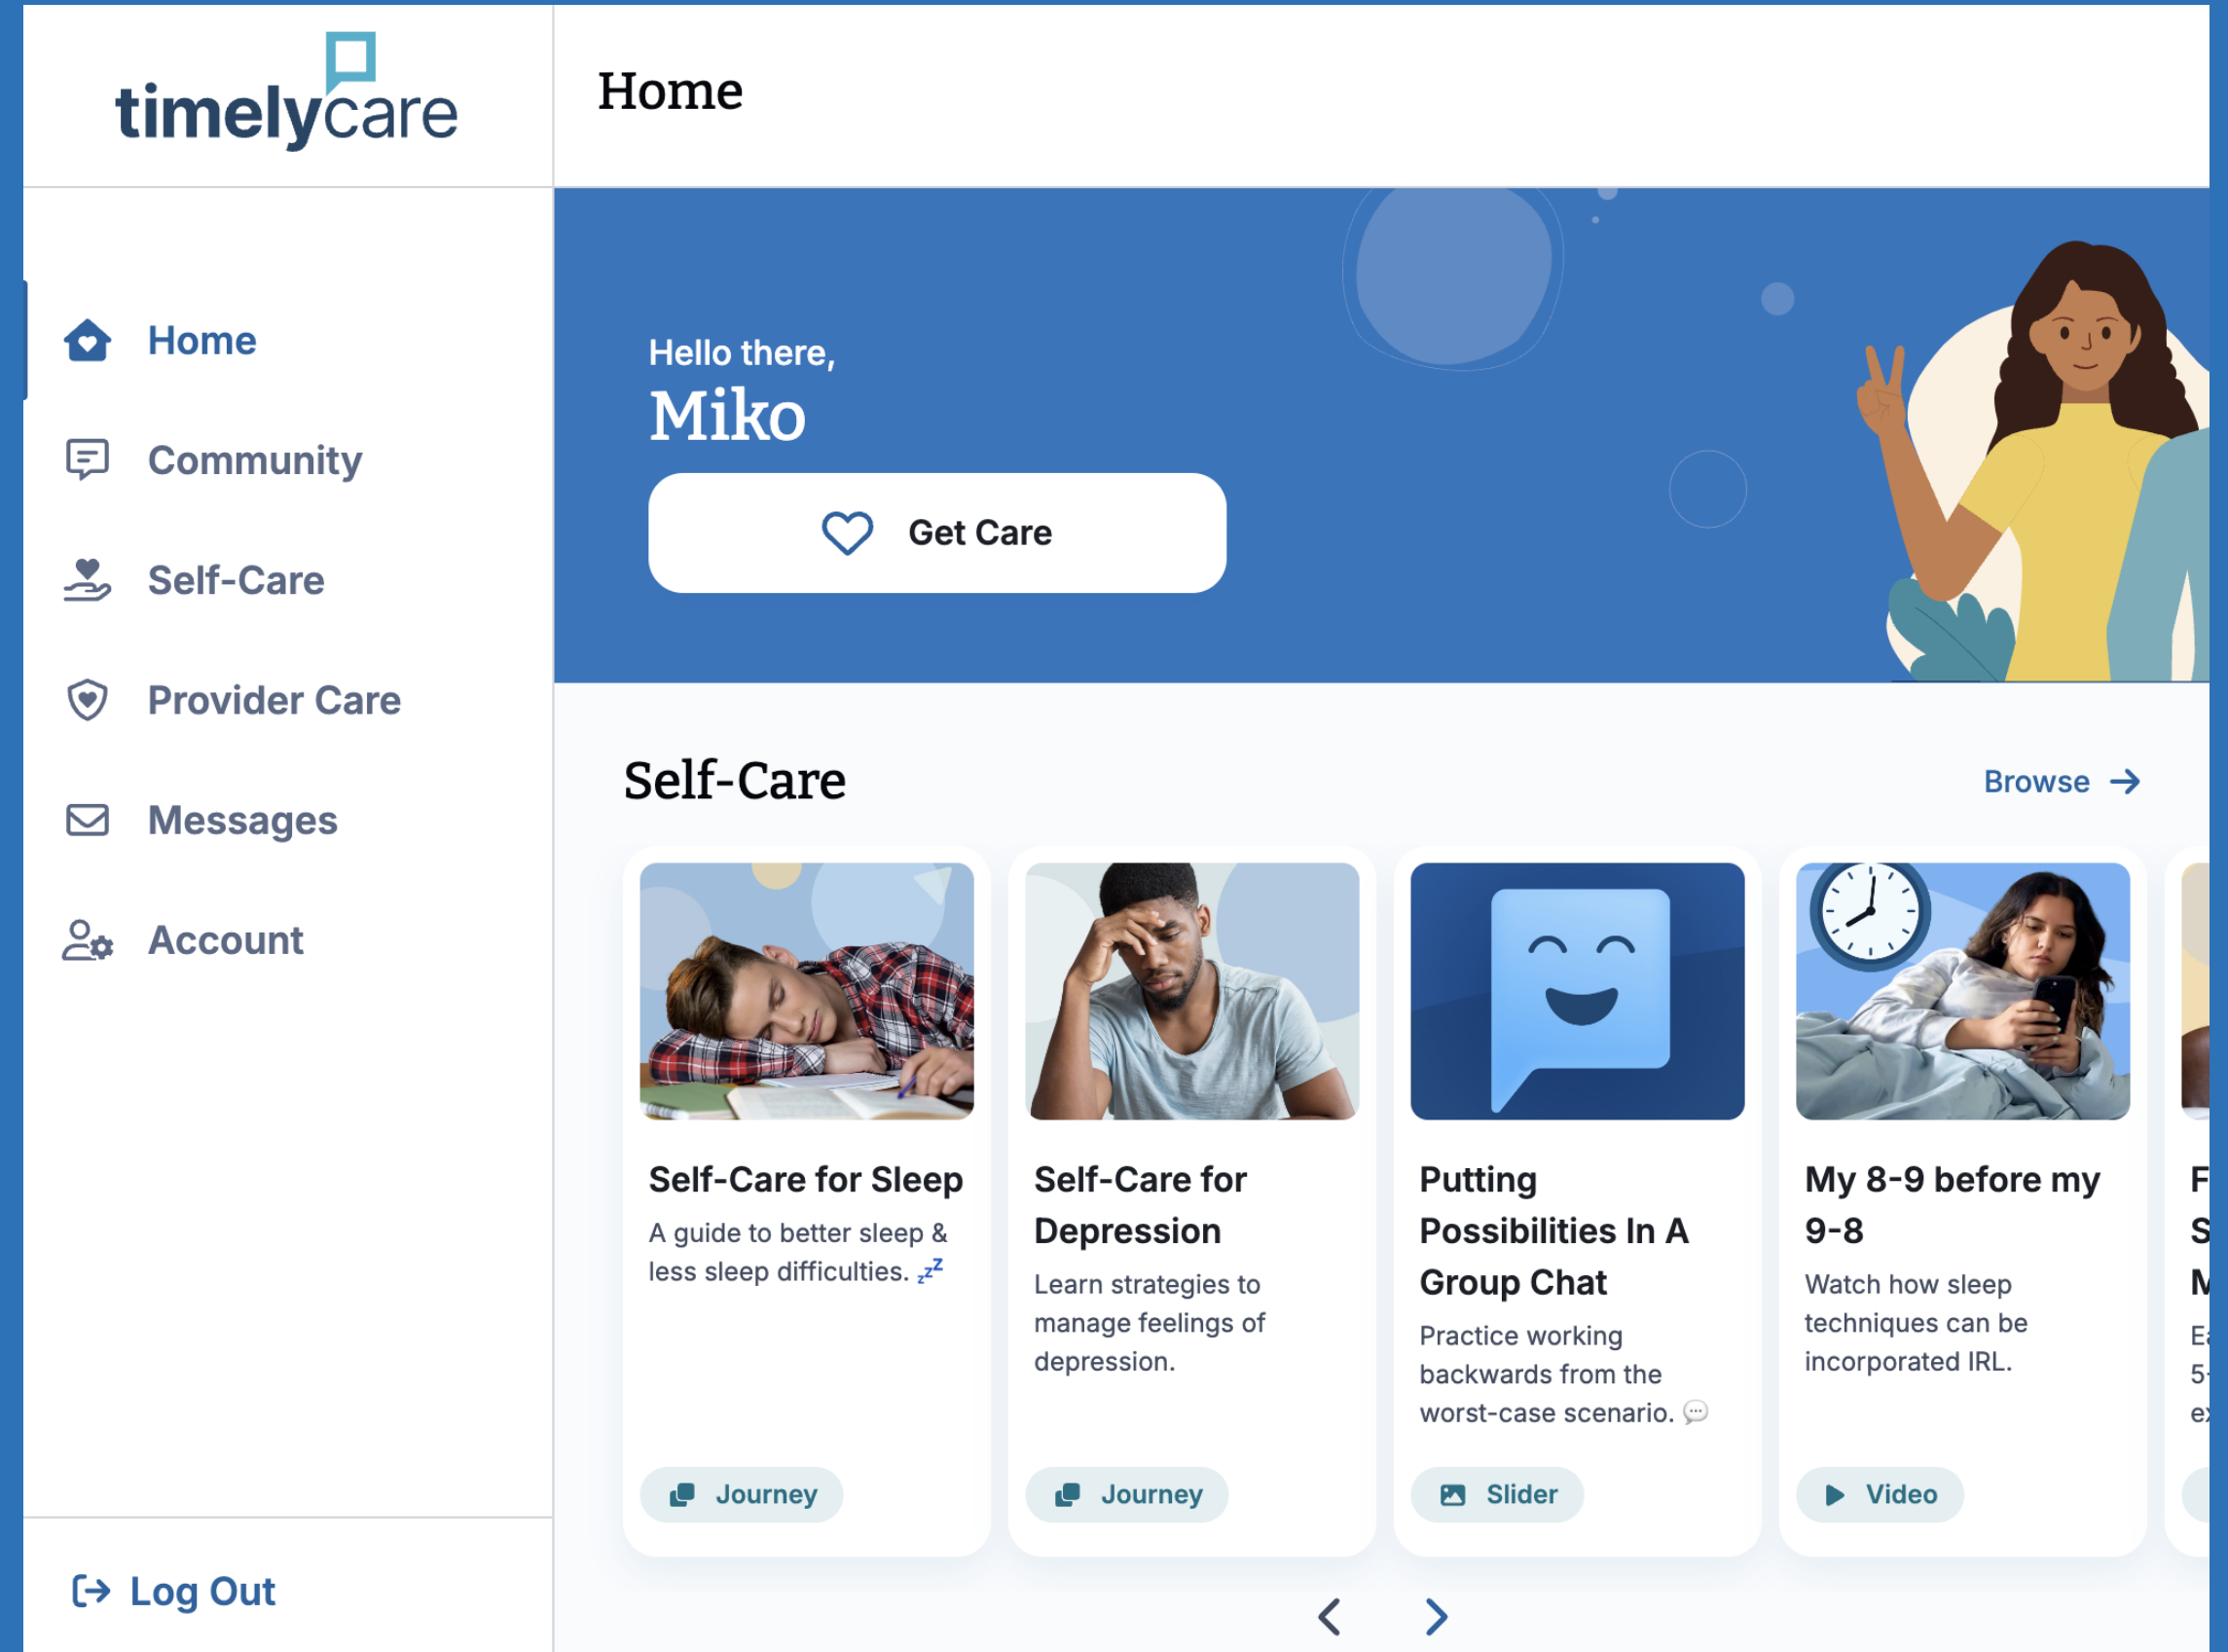 timelycare
Home
Home
Community
Self-Care
Provider Care
Messages
Account
Log Out
Hello there,
Miko
Get Care
Self-Care
Browse
Self-Care for Sleep
A guide to better sleep &
less sleep difficulties. 💤
Journey
Self-Care for
Depression
Learn strategies to
manage feelings of
depression.
Journey
Putting
Possibilities In A
Group Chat
Practice working
backwards from the
worst-case scenario. 💬
Slider
My 8-9 before my
9-8
Watch how sleep
techniques can be
incorporated IRL.
Video